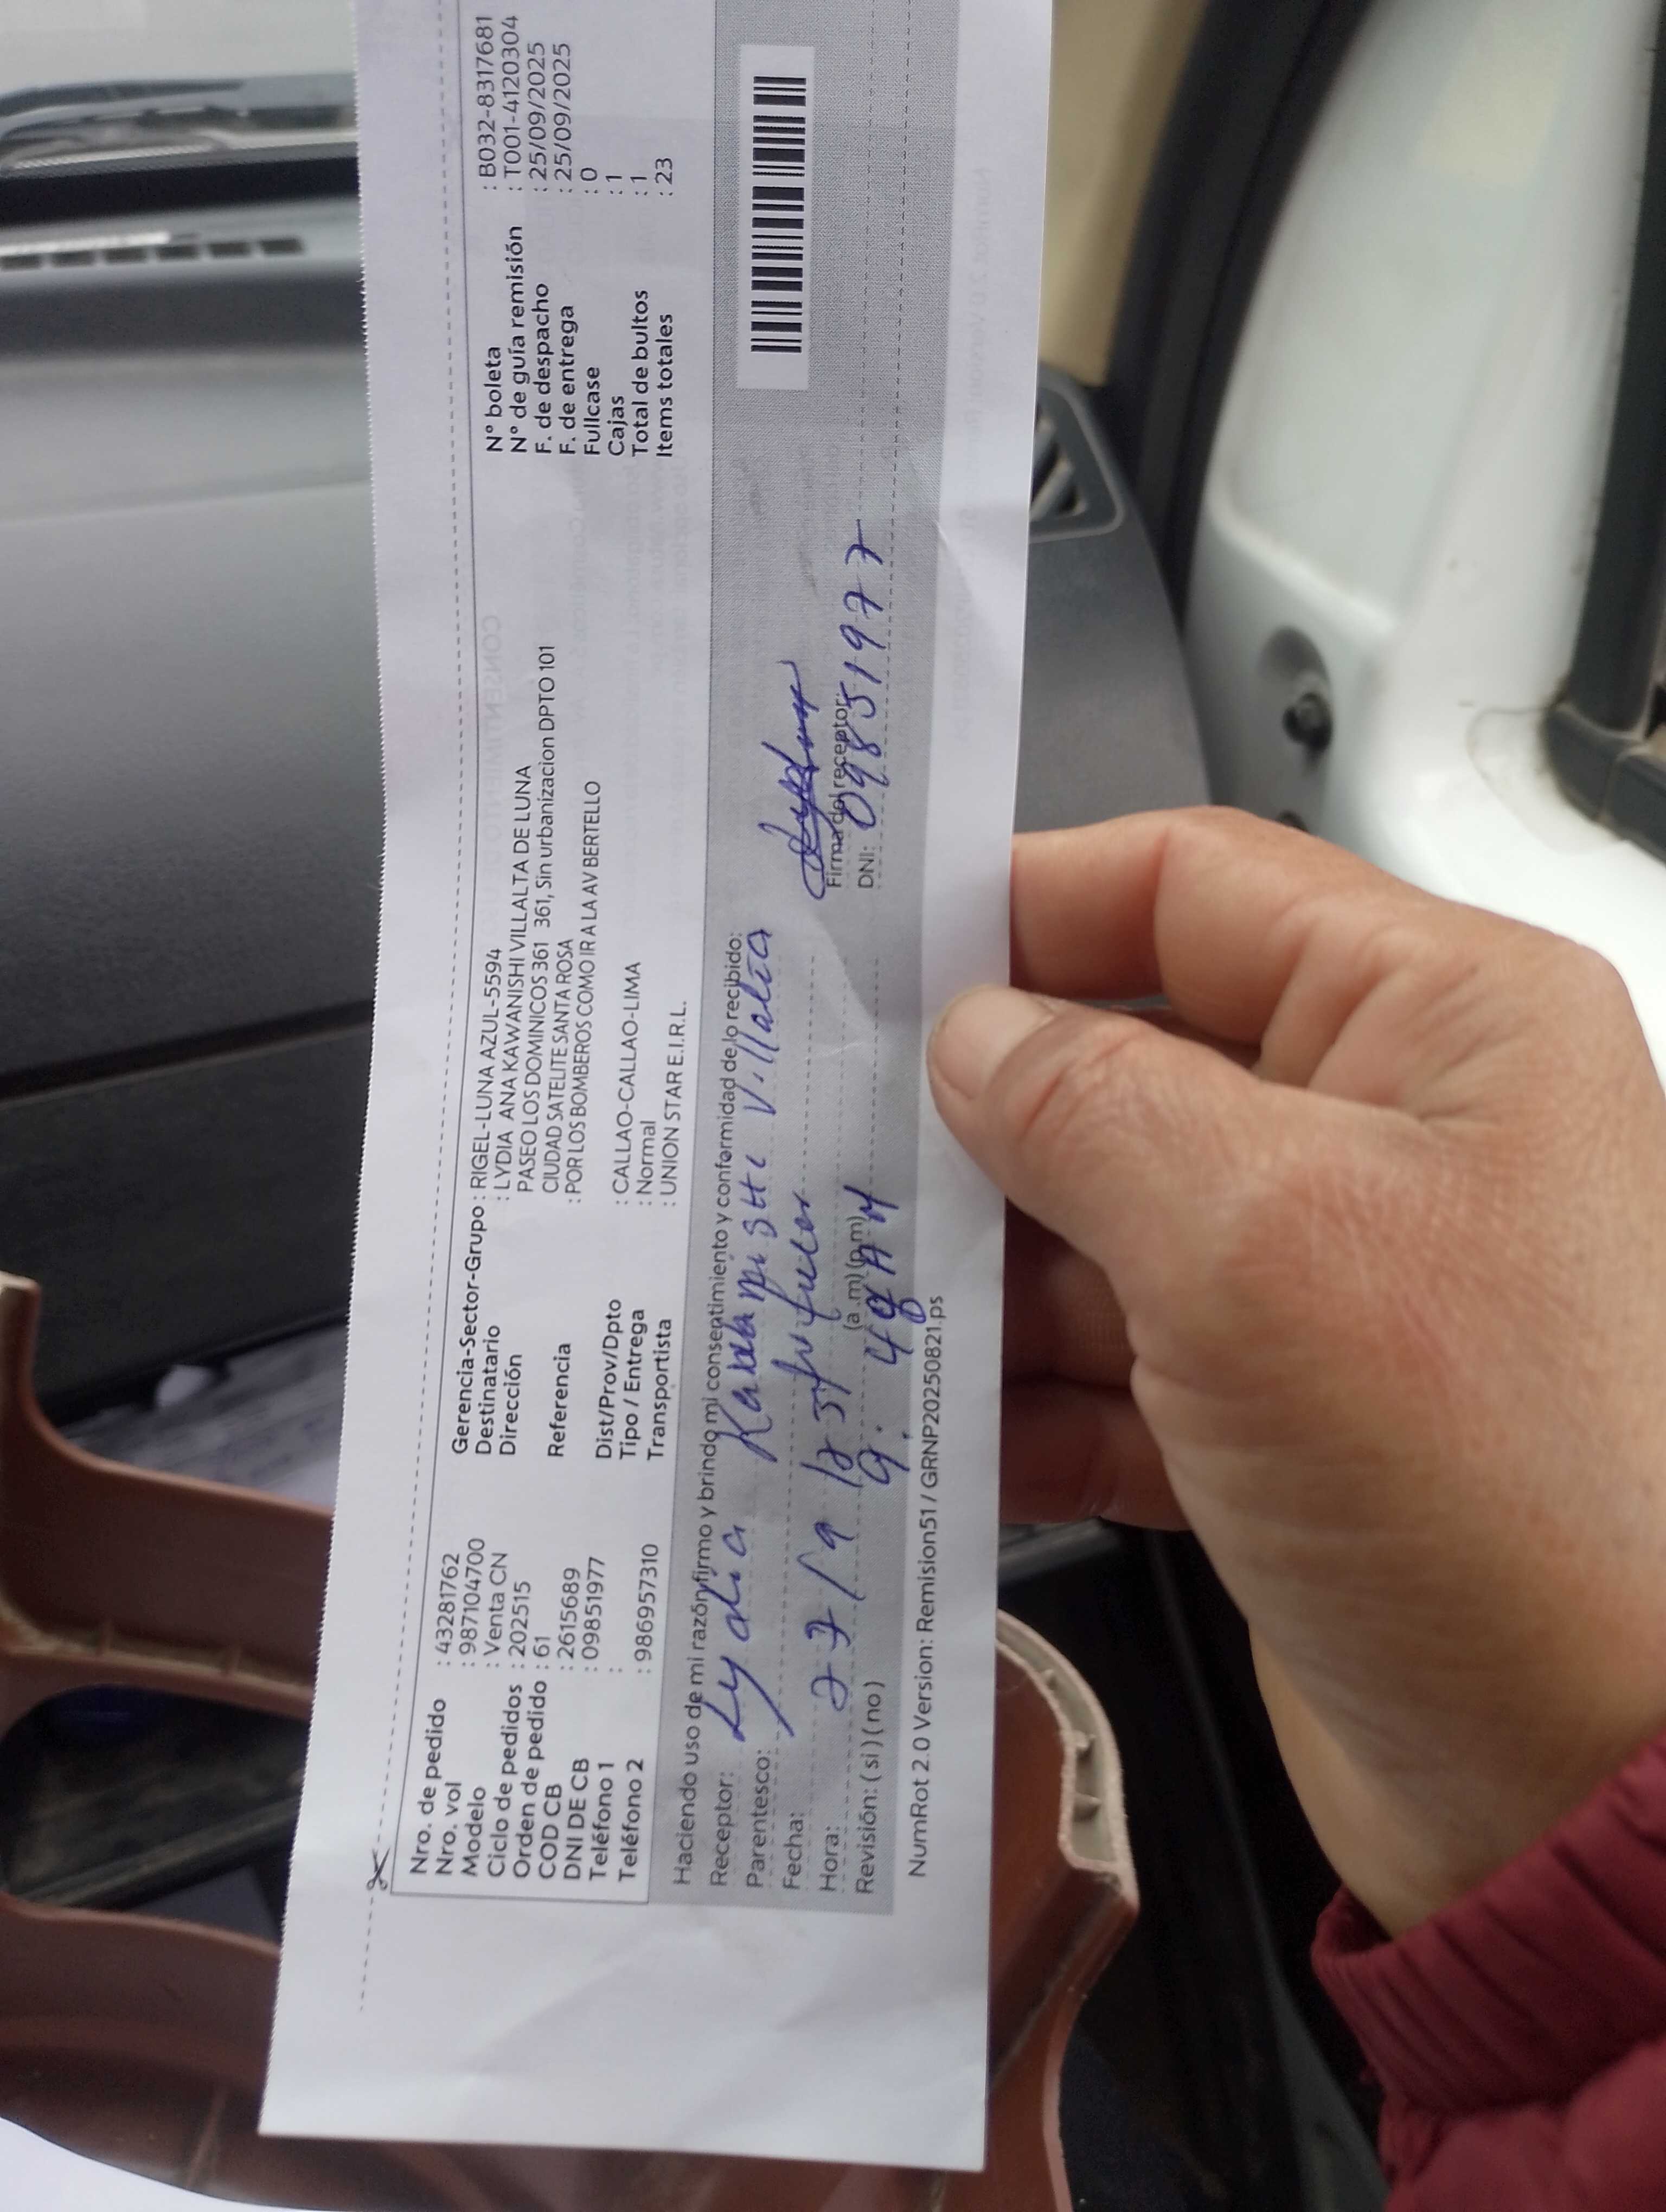 Nro. de pedido : 43281762
Nro. vol : 987104700
Modelo : Venta CN
Ciclo de pedidos : 202515
Orden de pedido : 61
COD CB : 2615689
DNI DE CB : 09851977
Teléfono 1 :
Teléfono 2 : 986957310
Gerencia-Sector-Grupo : RIGEL-LUNA AZUL-5594
Destinatario : LYDIA ANA KAWANISHI VILLALTA DE LUNA
Dirección PASEO LOS DOMINICOS 361 361, Sin urbanizacion DPTO 101
CIUDAD SATELITE SANTA ROSA
Referencia : POR LOS BOMBEROS COMO IR A LA AV BERTELLO
Dist/Prov/Dpto : CALLAO-CALLAO-LIMA
Tipo / Entrega : Normal
Transportista : UNION STAR E.I.R.L.
N° boleta : B032-8317681
N° de guía remisión : T001-4120304
F. de despacho : 25/09/2025
F. de entrega : 25/09/2025
Fullcase : 0
Cajas : 1
Total de bultos : 1
Items totales : 23
Haciendo uso de mi razón firmo y brindo mi consentimiento y conformidad de lo recibido:
Receptor: Lydia Villalta
Parentesco:
Fecha: 27/9
Hora: 9:48 AM (a.m) (p.m)
Revisión: ( si ) ( no )
Firma del receptor:
DNI: 09851977
NumRot 2.0 Version: Remision51 / GRNP20250821.ps